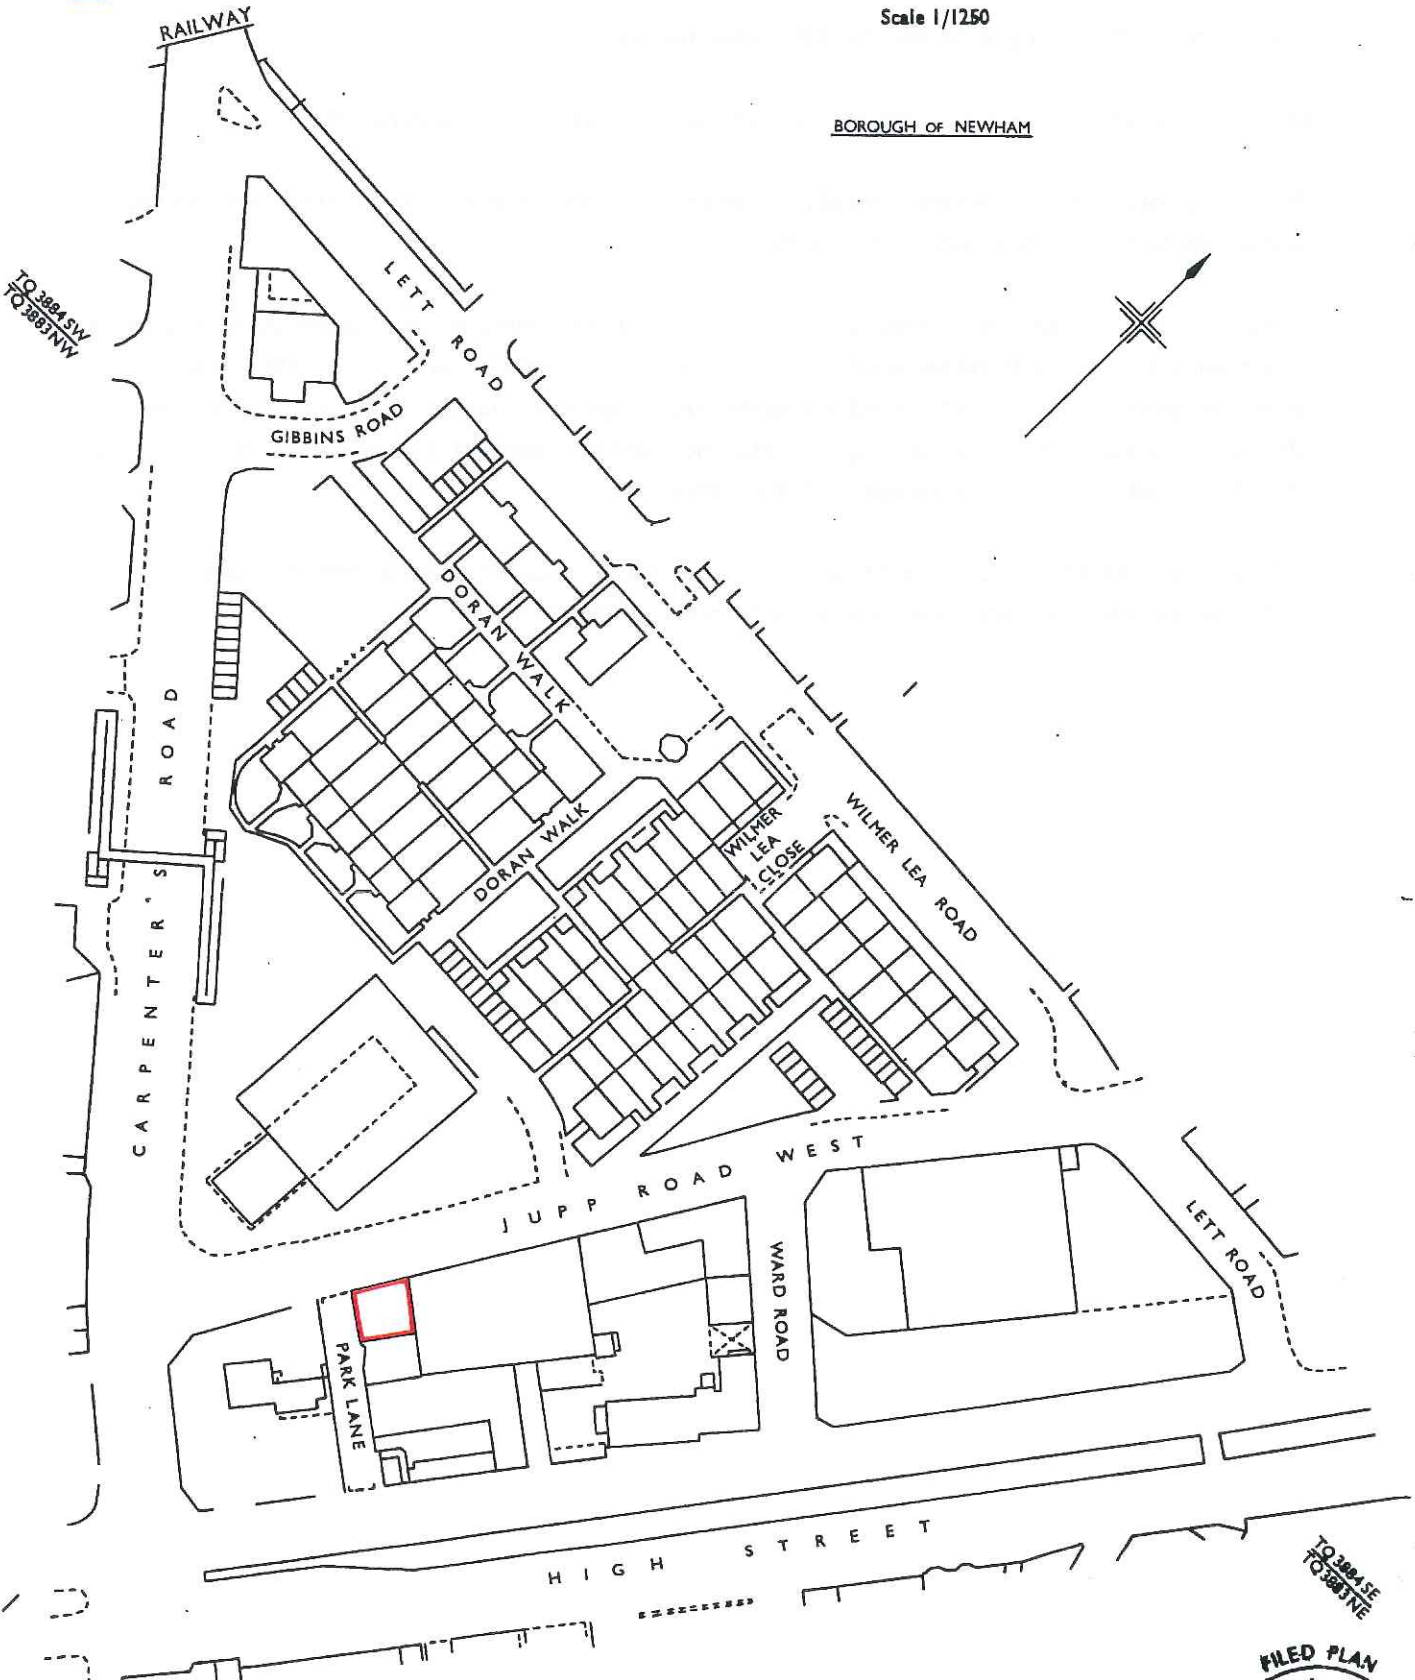 RAILWAY
Scale 1/1250
BOROUGH OF NEWHAM
TQ 3884 SW
TQ 3883 NW
LETT ROAD
GIBBINS ROAD
DORAN WALK
CARPENTER'S ROAD
DORAN WALK
WILMER
LEA
CLOSE
WILMER LEA ROAD
JUPP ROAD WEST
WARD ROAD
LETT ROAD
PARK LANE
HIGH STREET
TQ 3884 SE
TQ 3883 NE
FILED PLAN